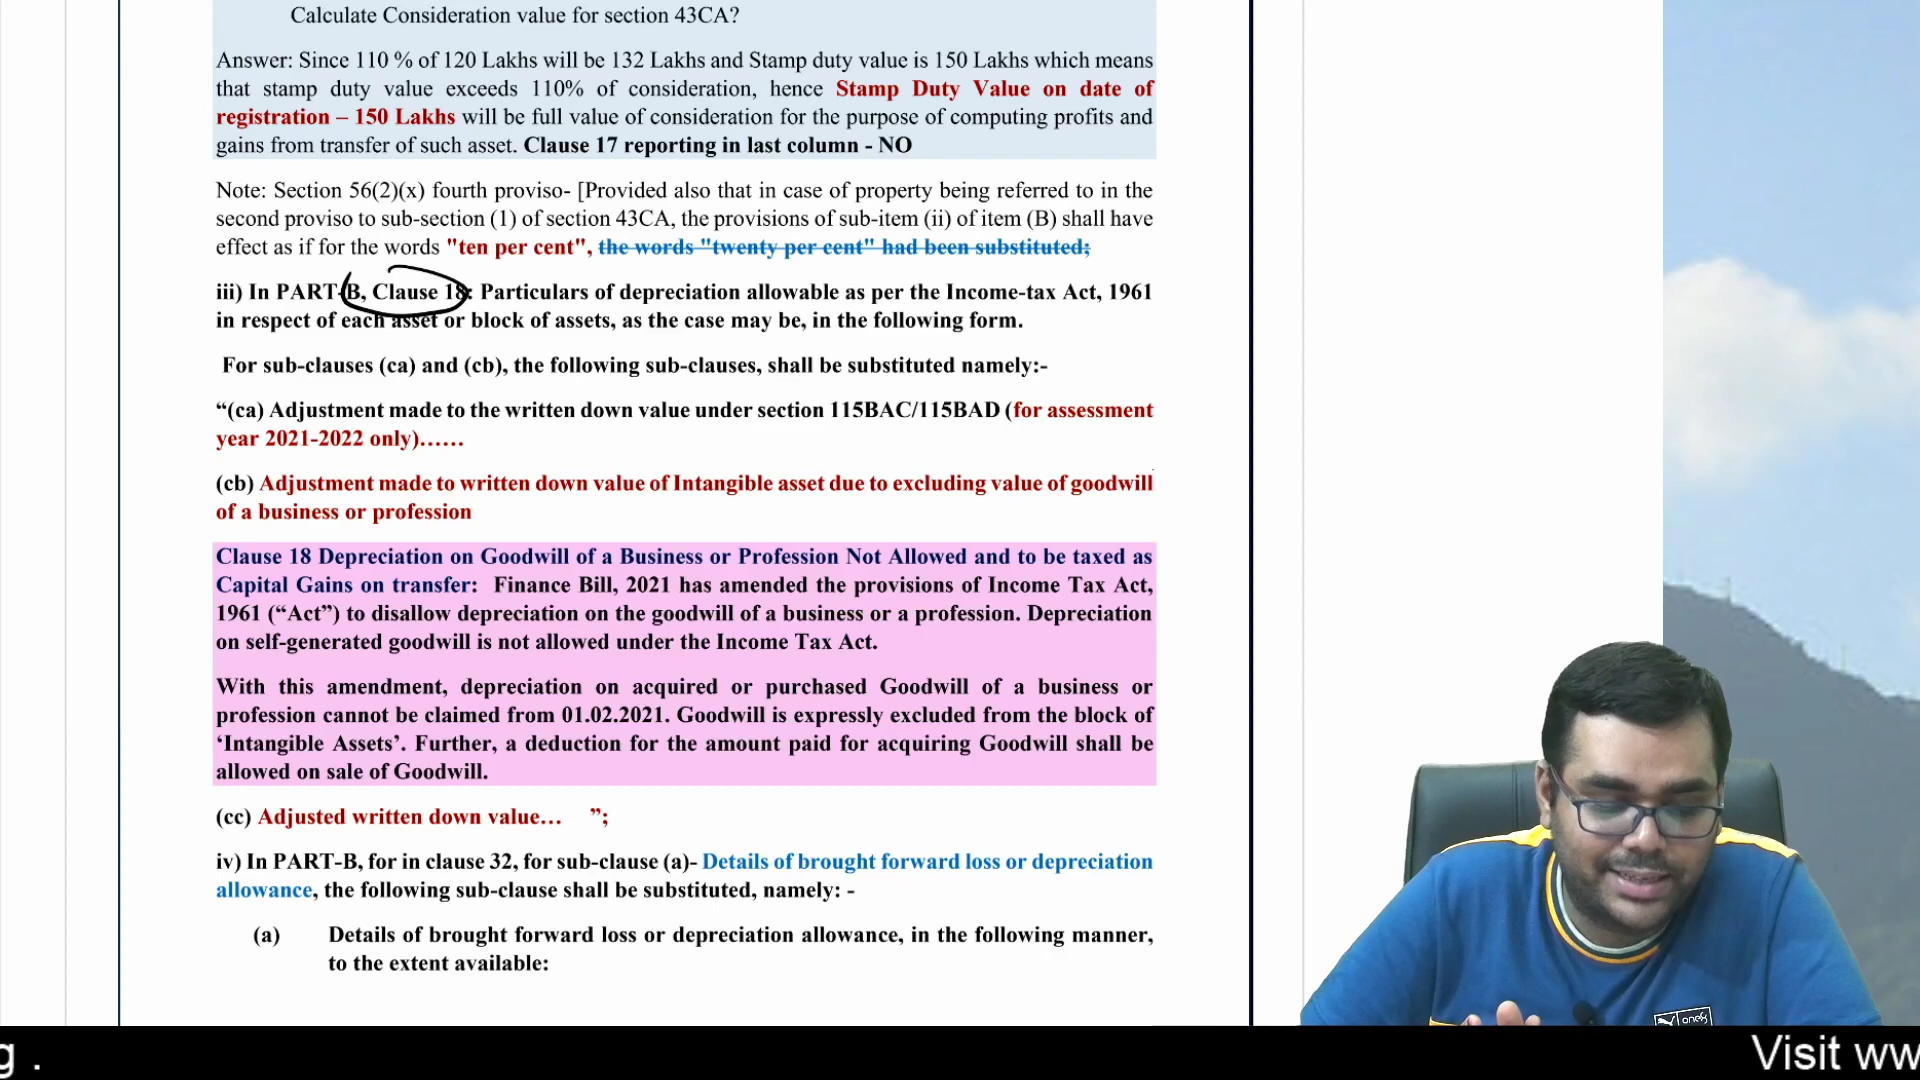 Calculate Consideration value for section 43CA?
Answer: Since 110 % of 120 Lakhs will be 132 Lakhs and Stamp duty value is 150 Lakhs which means
that stamp duty value exceeds 110% of consideration, hence Stamp Duty Value on date of
registration – 150 Lakhs will be full value of consideration for the purpose of computing profits and
gains from transfer of such asset. Clause 17 reporting in last column - NO
Note: Section 56(2)(x) fourth proviso- [Provided also that in case of property being referred to in the
second proviso to sub-section (1) of section 43CA, the provisions of sub-item (ii) of item (B) shall have
effect as if for the words "ten per cent", the words "twenty per cent" had been substituted;
iii) In PART-B, Clause 18: Particulars of depreciation allowable as per the Income-tax Act, 1961
in respect of each asset or block of assets, as the case may be, in the following form.
For sub-clauses (ca) and (cb), the following sub-clauses, shall be substituted namely:-
“(ca) Adjustment made to the written down value under section 115BAC/115BAD (for assessment
year 2021-2022 only)……
(cb) Adjustment made to written down value of Intangible asset due to excluding value of goodwill
of a business or profession
Clause 18 Depreciation on Goodwill of a Business or Profession Not Allowed and to be taxed as
Capital Gains on transfer: Finance Bill, 2021 has amended the provisions of Income Tax Act,
1961 (“Act”) to disallow depreciation on the goodwill of a business or a profession. Depreciation
on self-generated goodwill is not allowed under the Income Tax Act.
With this amendment, depreciation on acquired or purchased Goodwill of a business or
profession cannot be claimed from 01.02.2021. Goodwill is expressly excluded from the block of
‘Intangible Assets’. Further, a deduction for the amount paid for acquiring Goodwill shall be
allowed on sale of Goodwill.
(cc) Adjusted written down value… ”;
iv) In PART-B, for in clause 32, for sub-clause (a)- Details of brought forward loss or depreciation
allowance, the following sub-clause shall be substituted, namely: -
(a) Details of brought forward loss or depreciation allowance, in the following manner,
to the extent available:
g .
Visit ww